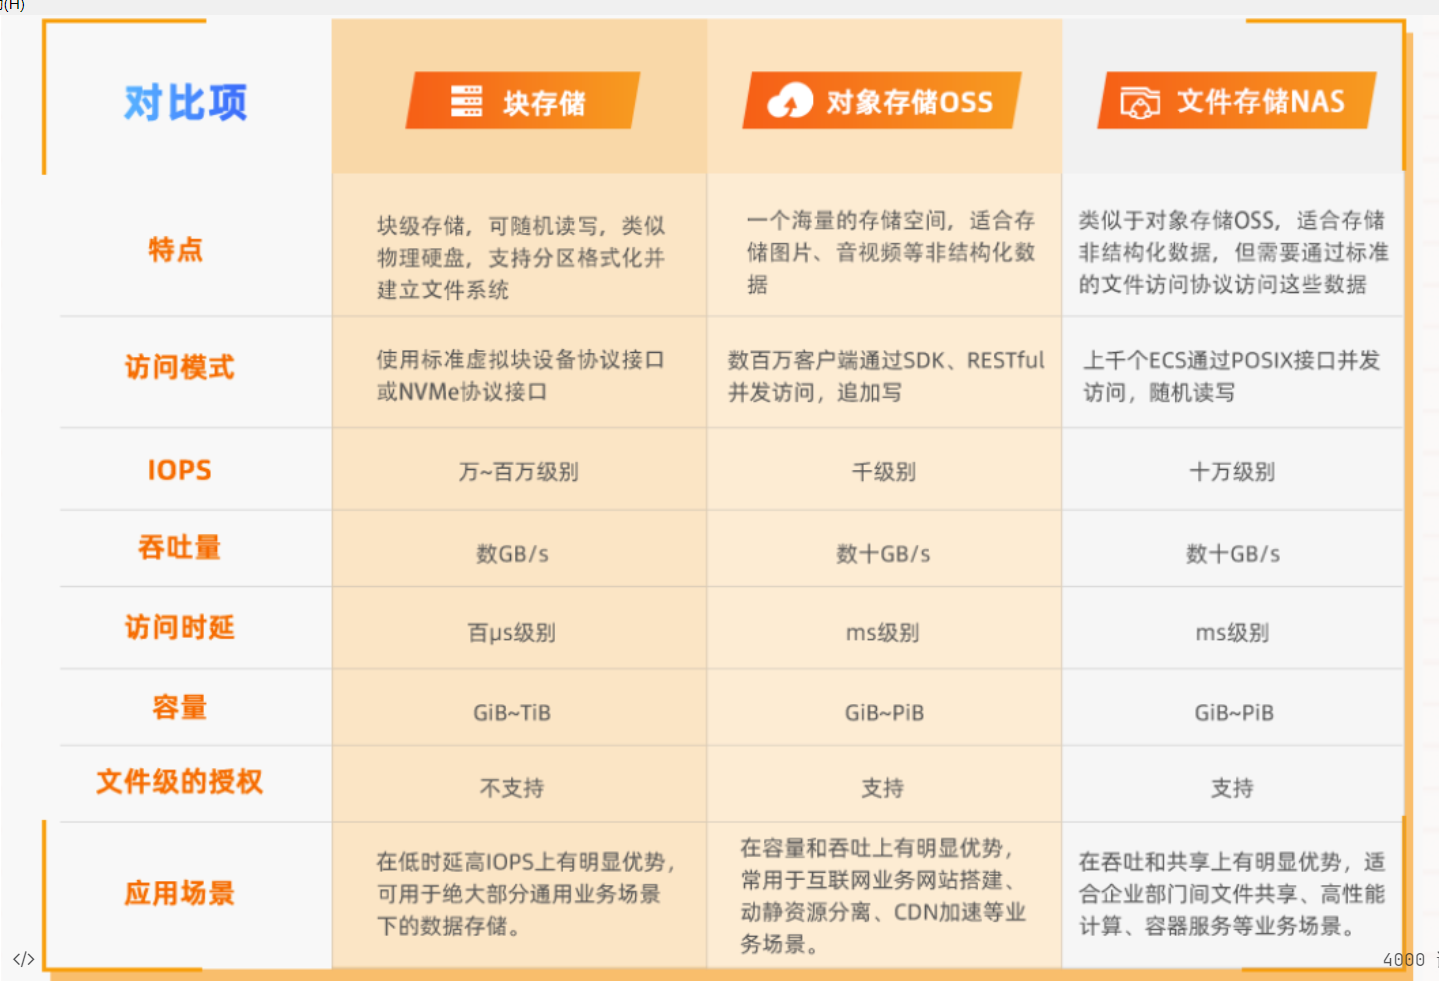 (H)
对比项
块存储
对象存储OSS
文件存储NAS
特点
块级存储，可随机读写，类似
物理硬盘，支持分区格式化并
建立文件系统
一个海量的存储空间，适合存
储图片、音视频等非结构化数
据
类似于对象存储OSS，适合存储
非结构化数据，但需要通过标准
的文件访问协议访问这些数据
访问模式
使用标准虚拟块设备协议接口
或NVMe协议接口
数百万客户端通过SDK、RESTful
并发访问，追加写
上千个ECS通过POSIX接口并发
访问，随机读写
IOPS
万~百万级别
千级别
十万级别
吞吐量
数GB/s
数十GB/s
数十GB/s
访问时延
百μs级别
ms级别
ms级别
容量
GiB~TiB
GiB~PiB
GiB~PiB
文件级的授权
不支持
支持
支持
应用场景
在低时延高IOPS上有明显优势，
可用于绝大部分通用业务场景
下的数据存储。
在容量和吞吐上有明显优势，
常用于互联网业务网站搭建、
动静资源分离、CDN加速等业
务场景。
在吞吐和共享上有明显优势，适
合企业部门间文件共享、高性能
计算、容器服务等业务场景。
</>
4000